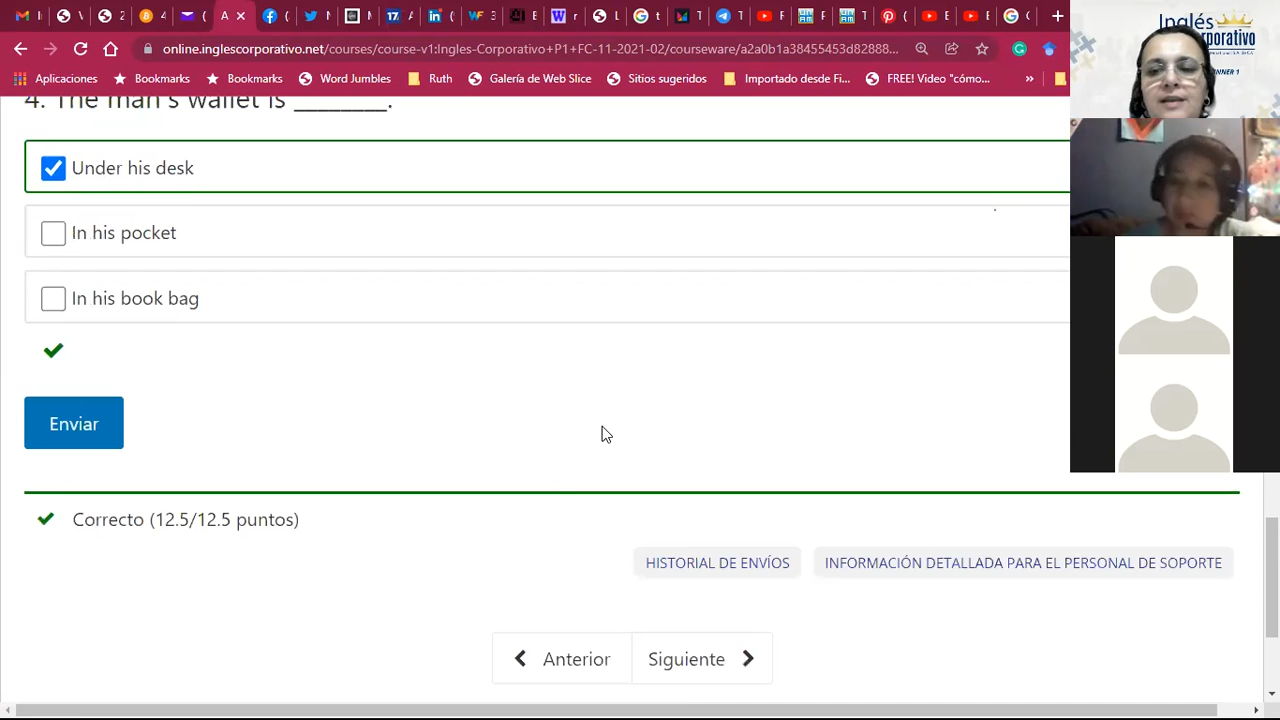 online.inglescorporativo.net/courses/course-v1:Ingles-Corporativo+P1+FC-11-2021-02/courseware/a2a0b1a38455453d82888...
Aplicaciones
Bookmarks
Bookmarks
Word Jumbles
Ruth
Galería de Web Slice
Sitios sugeridos
Importado desde Fi...
FREE! Video "cómo...
»
Inglés
4. The man's wallet is ________.
Under his desk
In his pocket
In his book bag
Enviar
Correcto (12.5/12.5 puntos)
HISTORIAL DE ENVÍOS
INFORMACIÓN DETALLADA PARA EL PERSONAL DE SOPORTE
Anterior
Siguiente